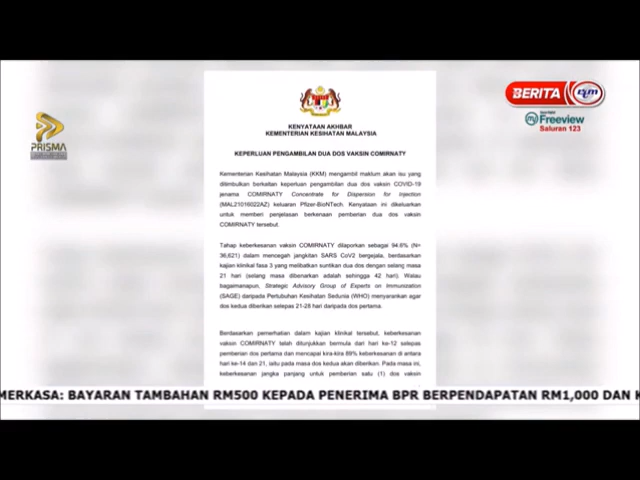 BERITA rtm
my Freeview
Saluran 123
PRISMA
KENYATAAN AKHBAR
KEMENTERIAN KESIHATAN MALAYSIA
KEPERLUAN PENGAMBILAN DUA DOS VAKSIN COMIRNATY
Kementerian Kesihatan Malaysia (KKM) mengambil maklum akan isu yang
ditimbulkan berkaitan keperluan pengambilan dua dos vaksin COVID-19
jenama COMIRNATY Concentrate for Dispersion for Injection
(MAL21016022AZ) keluaran Pfizer-BioNTech. Kenyataan ini dikeluarkan
untuk memberi penjelasan berkenaan pemberian dua dos vaksin
COMIRNATY tersebut.
Tahap keberkesanan vaksin COMIRNATY dilaporkan sebagai 94.6% (N=
36,621) dalam mencegah jangkitan SARS CoV2 bergejala, berdasarkan
kajian klinikal fasa 3 yang melibatkan suntikan dua dos dengan selang masa
21 hari (selang masa dibenarkan adalah sehingga 42 hari). Walau
bagaimanapun, Strategic Advisory Group of Experts on Immunization
(SAGE) daripada Pertubuhan Kesihatan Sedunia (WHO) menyarankan agar
dos kedua diberikan selepas 21-28 hari daripada dos pertama.
Berdasarkan pemerhatian dalam kajian klinikal tersebut, keberkesanan
vaksin COMIRNATY telah ditunjukkan bermula dari hari ke-12 selepas
pemberian dos pertama dan mencapai kira-kira 89% keberkesanan di antara
hari ke-14 dan 21, iaitu pada masa dos kedua akan diberikan. Pada masa ini,
keberkesanan jangka panjang untuk pemberian satu (1) dos vaksin
MERKASA: BAYARAN TAMBAHAN RM500 KEPADA PENERIMA BPR BERPENDAPATAN RM1,000 DAN K